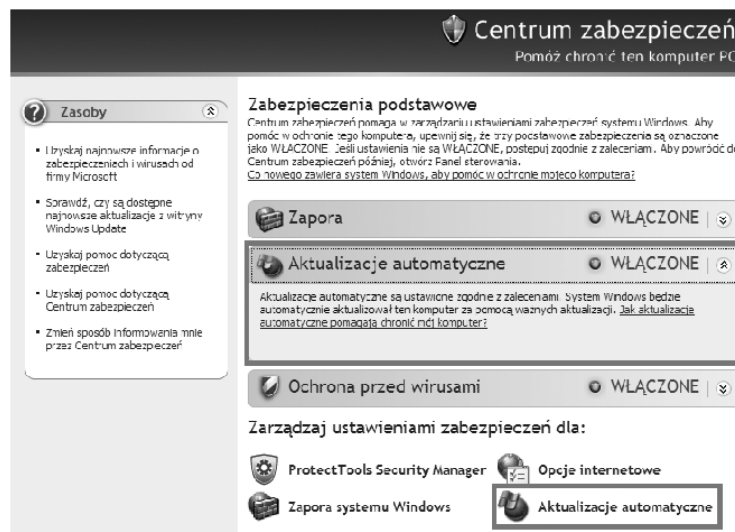 Centrum zabezpieczeń
Pomóż chronić ten komputer PC
Zasoby
Uzyskaj najnowsze informacje o
zabezpieczeniach i wirusach od
firmy Microsoft
Sprawdź, czy są dostępne
najnowsze aktualizacje z witryny
Windows Update
Uzyskaj pomoc dotyczącą
zabezpieczeń
Uzyskaj pomoc dotyczącą
Centrum zabezpieczeń
Zmień sposób informowania mnie
przez Centrum zabezpieczeń
Zabezpieczenia podstawowe
Centrum zabezpieczeń pomaga w zarządzaniu ustawieniami zabezpieczeń systemu Windows. Aby
pomóc w ochronie tego komputera, upewnij się, że trzy podstawowe zabezpieczenia są oznaczone
jako WŁĄCZONE. Jeśli ustawienia nie są WŁĄCZONE, postępuj zgodnie z zaleceniami. Aby powrócić do
Centrum zabezpieczeń później, otwórz Panel sterowania.
Co nowego zawiera system Windows, aby pomóc w ochronie mojego komputera?
Zapora WŁĄCZONE
Aktualizacje automatyczne WŁĄCZONE
Aktualizacje automatyczne są ustawione zgodnie z zaleceniami. System Windows będzie
automatycznie aktualizował ten komputer za pomocą ważnych aktualizacji. Jak aktualizacje
automatyczne pomagają chronić mój komputer?
Ochrona przed wirusami WŁĄCZONE
Zarządzaj ustawieniami zabezpieczeń dla:
ProtectTools Security Manager Opcje internetowe
Zapora systemu Windows Aktualizacje automatyczne